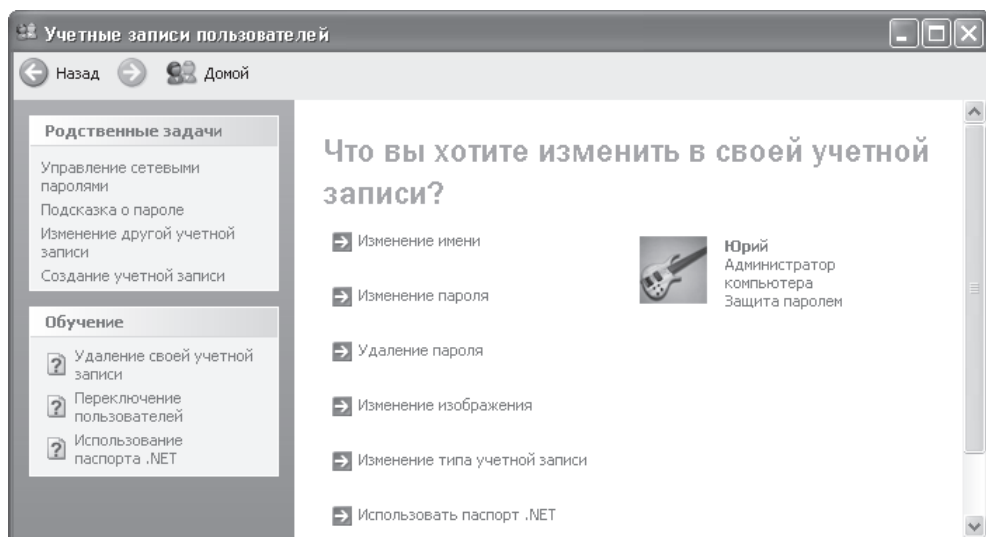 Учетные записи пользователей
Назад
Домой
Родственные задачи
Управление сетевыми
паролями
Подсказка о пароле
Изменение другой учетной
записи
Создание учетной записи
Обучение
Удаление своей учетной
записи
Переключение
пользователей
Использование
паспорта .NET
Что вы хотите изменить в своей учетной
записи?
Изменение имени
Изменение пароля
Удаление пароля
Изменение изображения
Изменение типа учетной записи
Использовать паспорт .NET
Юрий
Администратор
компьютера
Защита паролем